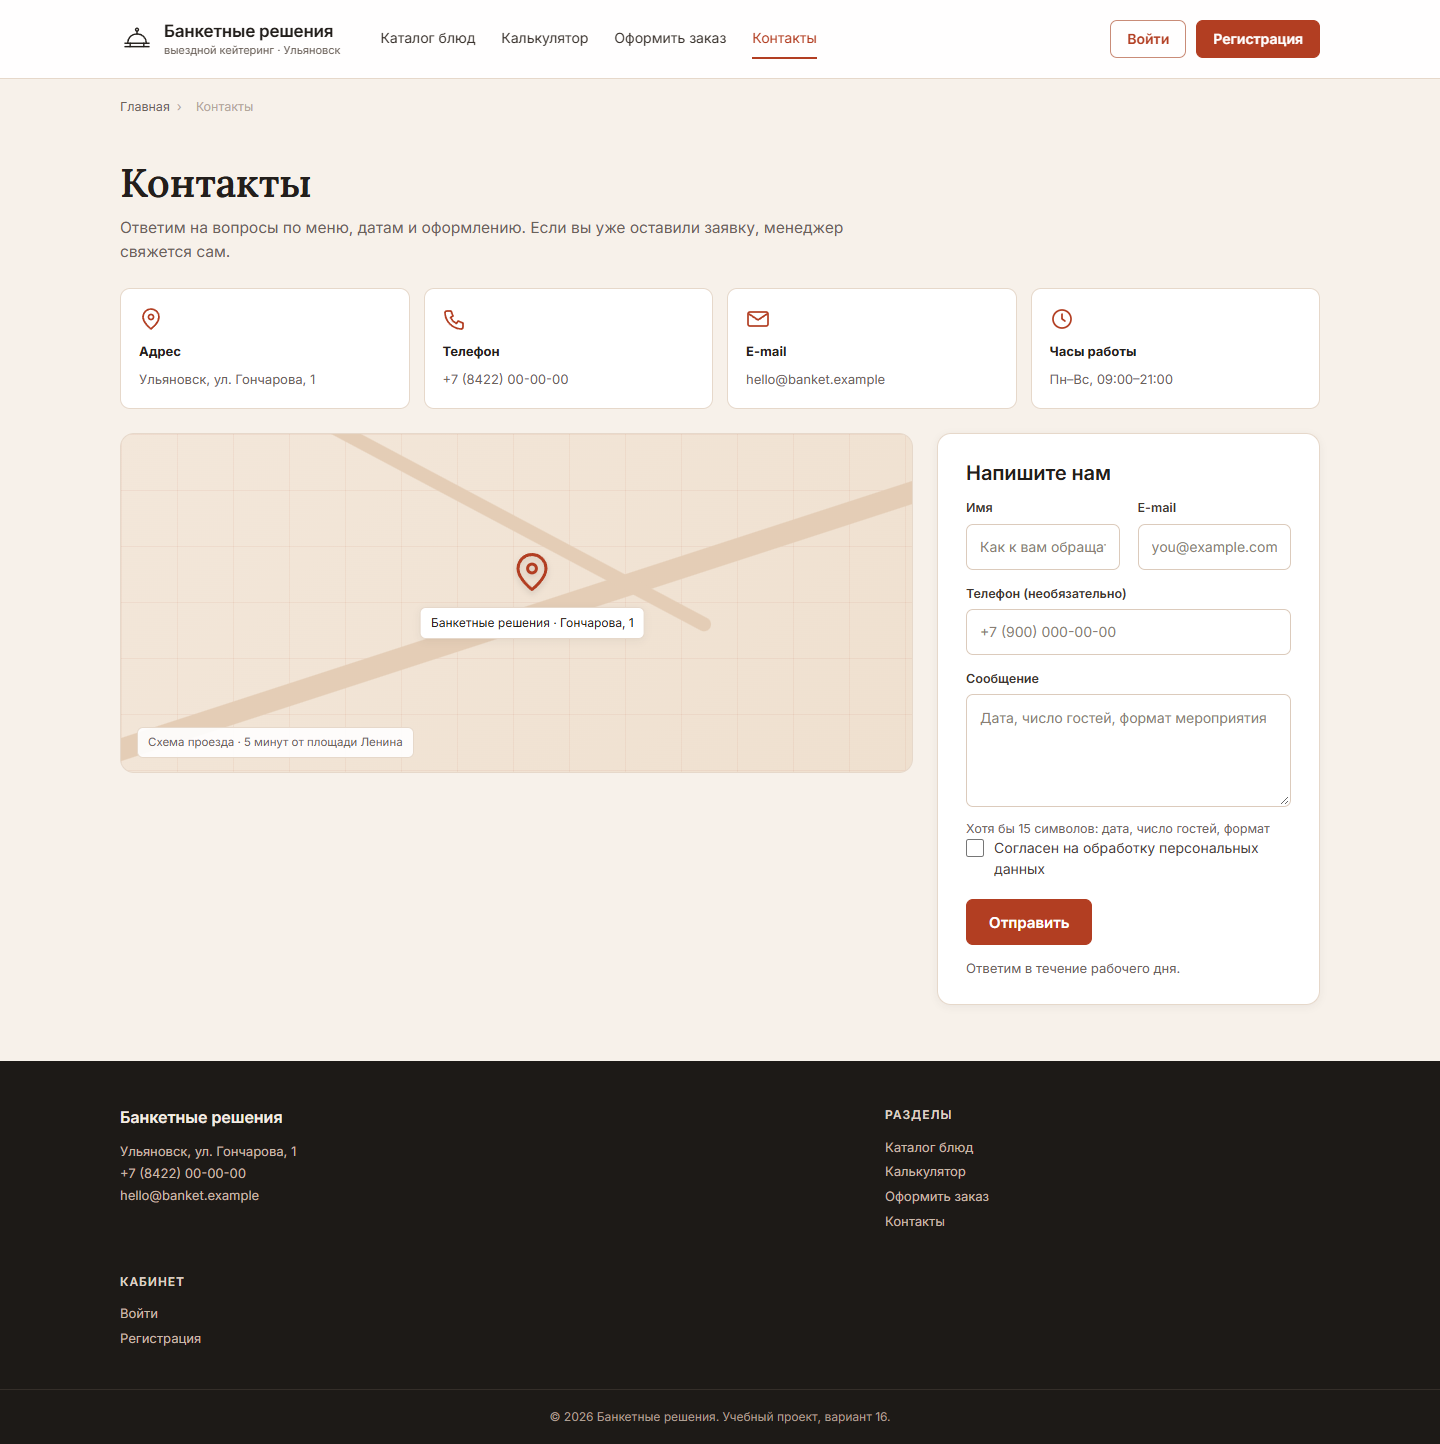 Банкетные решения
выездной кейтеринг · Ульяновск
Каталог блюд
Калькулятор
Оформить заказ
Контакты
Войти
Регистрация
Главная › Контакты
Контакты
Ответим на вопросы по меню, датам и оформлению. Если вы уже оставили заявку, менеджер
свяжется сам.
Адрес
Ульяновск, ул. Гончарова, 1
Телефон
+7 (8422) 00-00-00
E-mail
hello@banket.example
Часы работы
Пн–Вс, 09:00–21:00
Банкетные решения · Гончарова, 1
Схема проезда · 5 минут от площади Ленина
Напишите нам
Имя
E-mail
Как к вам обраща
you@example.com
Телефон (необязательно)
+7 (900) 000-00-00
Сообщение
Дата, число гостей, формат мероприятия
Хотя бы 15 символов: дата, число гостей, формат
Согласен на обработку персональных
данных
Отправить
Ответим в течение рабочего дня.
Банкетные решения
Ульяновск, ул. Гончарова, 1
+7 (8422) 00-00-00
hello@banket.example
РАЗДЕЛЫ
Каталог блюд
Калькулятор
Оформить заказ
Контакты
КАБИНЕТ
Войти
Регистрация
© 2026 Банкетные решения. Учебный проект, вариант 16.